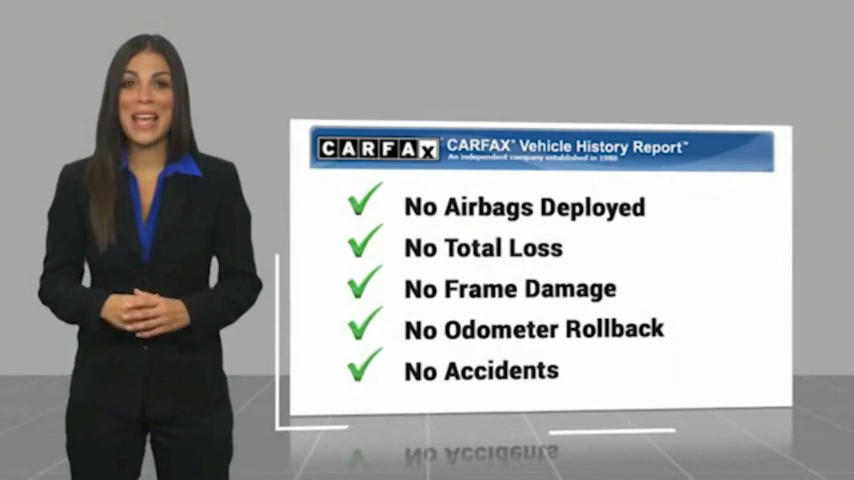 CARFAX CARFAX® Vehicle History Report™
An independent company established in 1986
No Airbags Deployed
No Total Loss
No Frame Damage
No Odometer Rollback
No Accidents
No Accidents